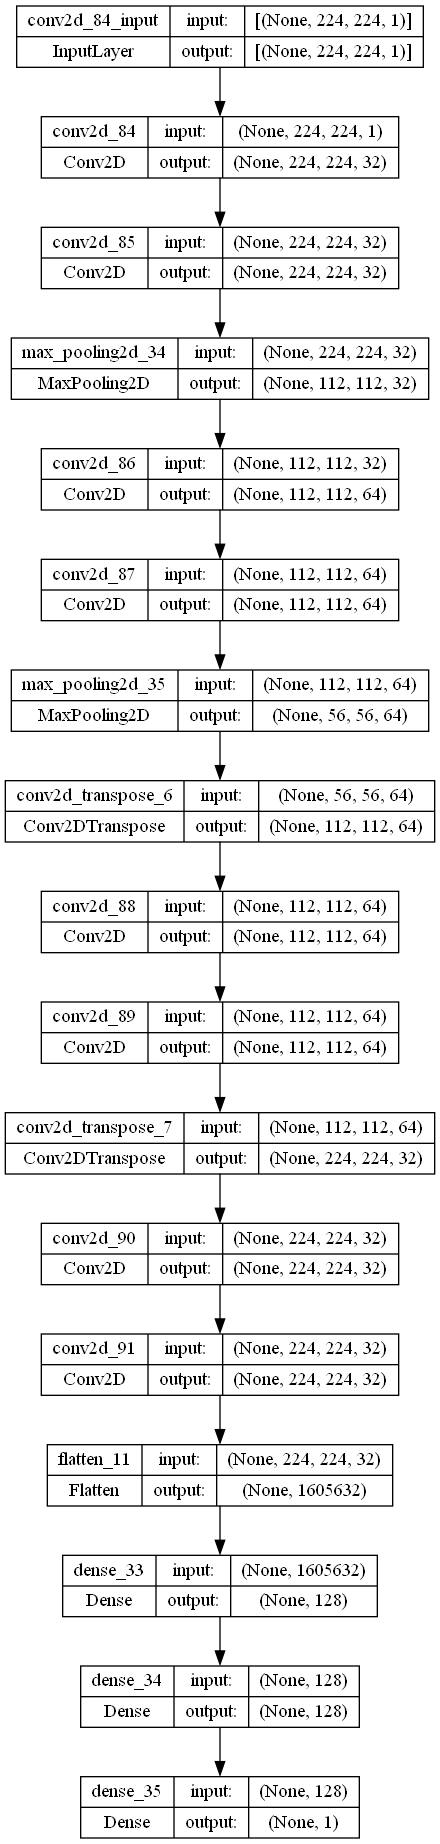 conv2d_84_input input: [(None, 224, 224, 1)]
InputLayer output: [(None, 224, 224, 1)]
conv2d_84 input: (None, 224, 224, 1)
Conv2D output: (None, 224, 224, 32)
conv2d_85 input: (None, 224, 224, 32)
Conv2D output: (None, 224, 224, 32)
max_pooling2d_34 input: (None, 224, 224, 32)
MaxPooling2D output: (None, 112, 112, 32)
conv2d_86 input: (None, 112, 112, 32)
Conv2D output: (None, 112, 112, 64)
conv2d_87 input: (None, 112, 112, 64)
Conv2D output: (None, 112, 112, 64)
max_pooling2d_35 input: (None, 112, 112, 64)
MaxPooling2D output: (None, 56, 56, 64)
conv2d_transpose_6 input: (None, 56, 56, 64)
Conv2DTranspose output: (None, 112, 112, 64)
conv2d_88 input: (None, 112, 112, 64)
Conv2D output: (None, 112, 112, 64)
conv2d_89 input: (None, 112, 112, 64)
Conv2D output: (None, 112, 112, 64)
conv2d_transpose_7 input: (None, 112, 112, 64)
Conv2DTranspose output: (None, 224, 224, 32)
conv2d_90 input: (None, 224, 224, 32)
Conv2D output: (None, 224, 224, 32)
conv2d_91 input: (None, 224, 224, 32)
Conv2D output: (None, 224, 224, 32)
flatten_11 input: (None, 224, 224, 32)
Flatten output: (None, 1605632)
dense_33 input: (None, 1605632)
Dense output: (None, 128)
dense_34 input: (None, 128)
Dense output: (None, 128)
dense_35 input: (None, 128)
Dense output: (None, 1)